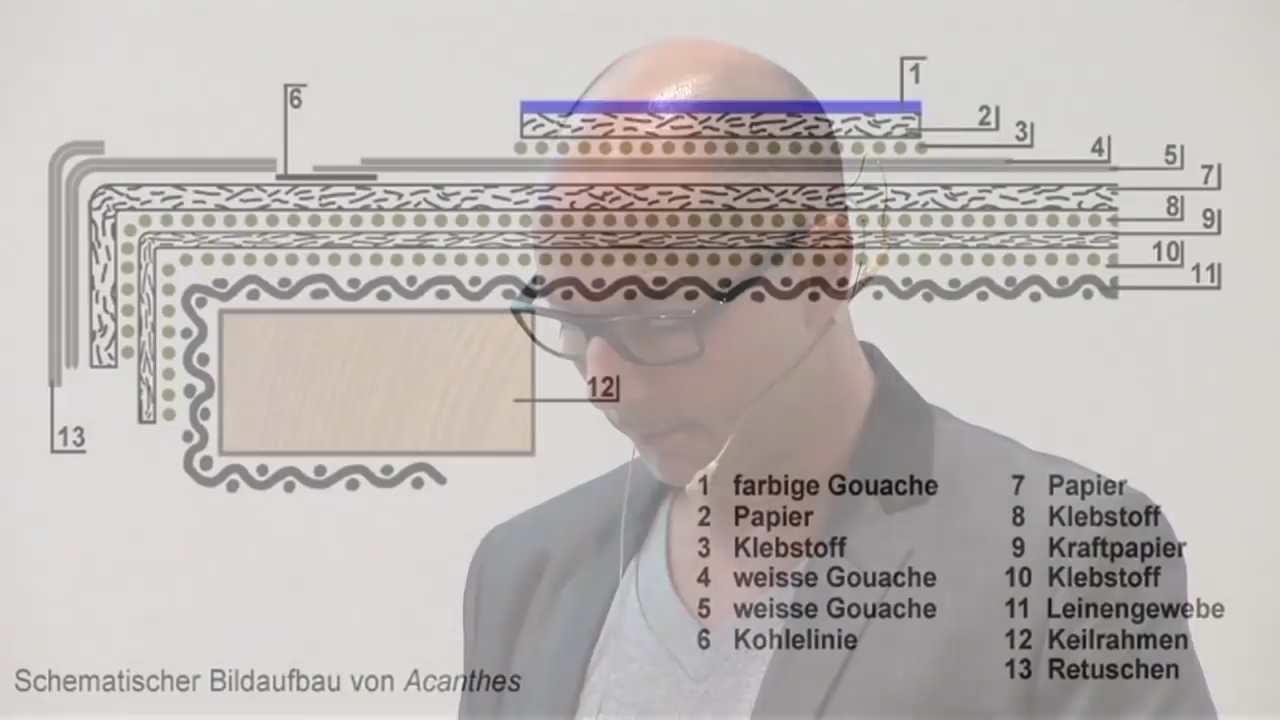 1
6
2
3
4
5
7
8
9
10
11
12
13
1 farbige Gouache
2 Papier
3 Klebstoff
4 weisse Gouache
5 weisse Gouache
6 Kohlelinie
7 Papier
8 Klebstoff
9 Kraftpapier
10 Klebstoff
11 Leinengewebe
12 Keilrahmen
13 Retuschen
Schematischer Bildaufbau von Acanthes